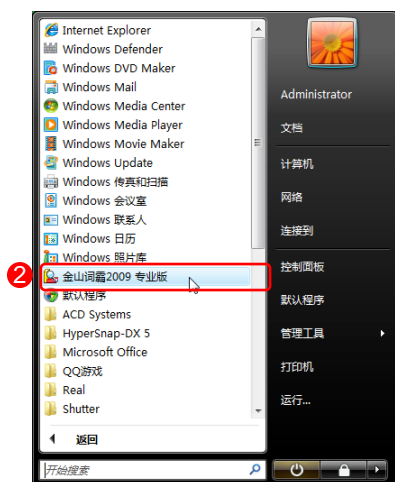 Internet Explorer
Windows Defender
Windows DVD Maker
Windows Mail
Windows Media Center
Windows Media Player
Windows Movie Maker
Windows Update
Windows 传真和扫描
Windows 会议室
Windows 联系人
Windows 日历
Windows 照片库
2 金山词霸2009 专业版
默认程序
ACD Systems
HyperSnap-DX 5
Microsoft Office
QQ游戏
Real
Shutter
返回
开始搜索
Administrator
文档
计算机
网络
连接到
控制面板
默认程序
管理工具
打印机
运行...